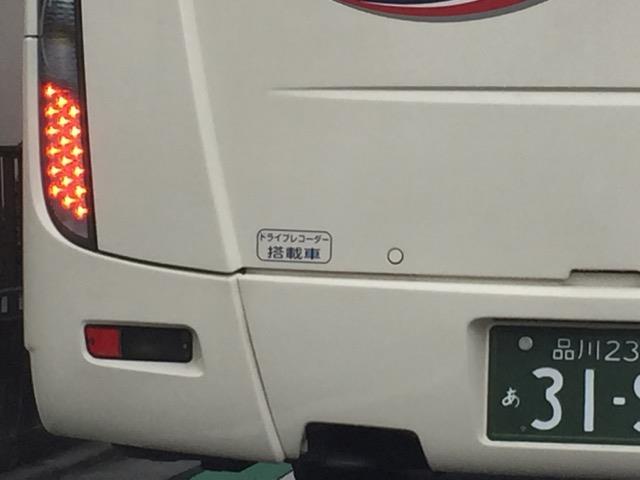 ドライブレコーダー
搭載車
品川23
あ 31-